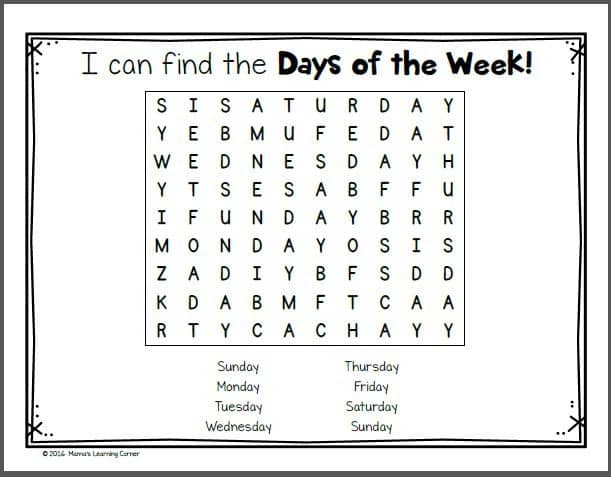 I can find the Days of the Week!
S I S A T U R D A Y
Y E B M U F E D A T
W E D N E S D A Y H
Y T S E S A B F F U
I F U N D A Y B R R
M O N D A Y O S I S
Z A D I Y B F S D D
K D A B M F T C A A
R T Y C A C H A Y Y
Sunday Thursday
Monday Friday
Tuesday Saturday
Wednesday Sunday
© 2016 Mama's Learning Corner